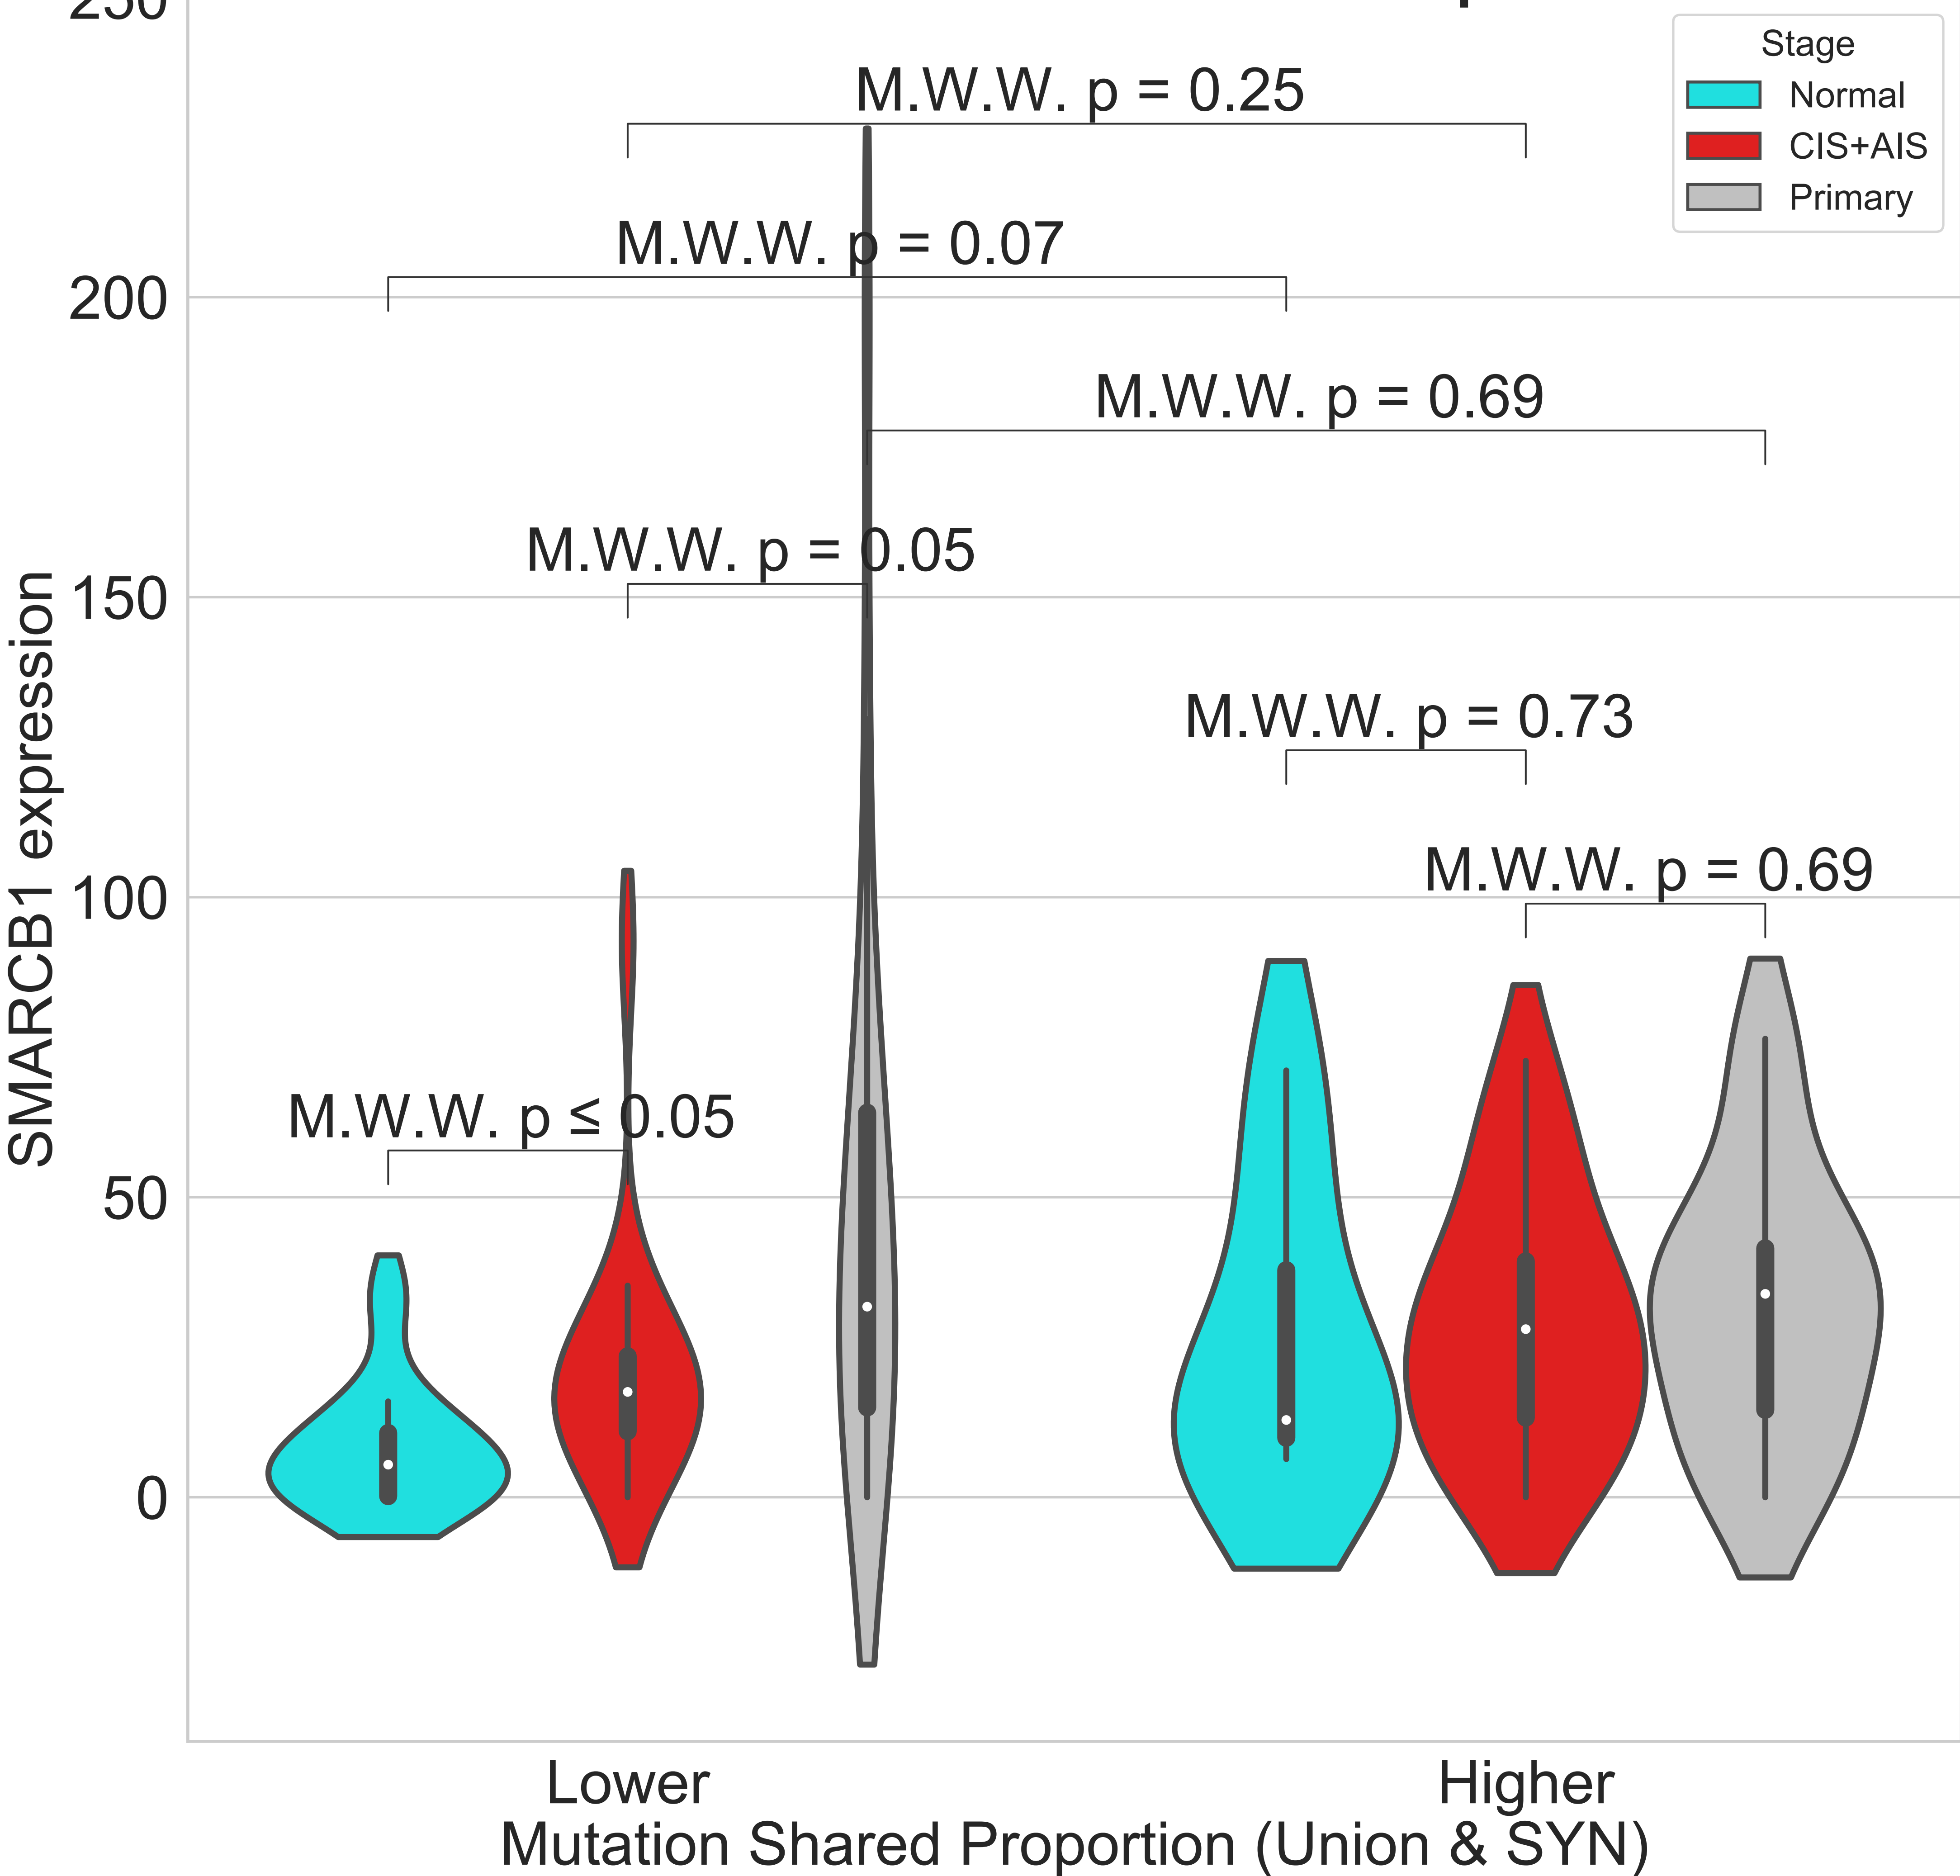 250
Stage
Normal
CIS+AIS
Primary
M.W.W. p = 0.25
M.W.W. p = 0.07
200
M.W.W. p = 0.69
M.W.W. p = 0.05
150
M.W.W. p = 0.73
M.W.W. p = 0.69
100
M.W.W. p ≤ 0.05
50
0
SMARCB1 expression
Lower
Higher
Mutation Shared Proportion (Union & SYN)